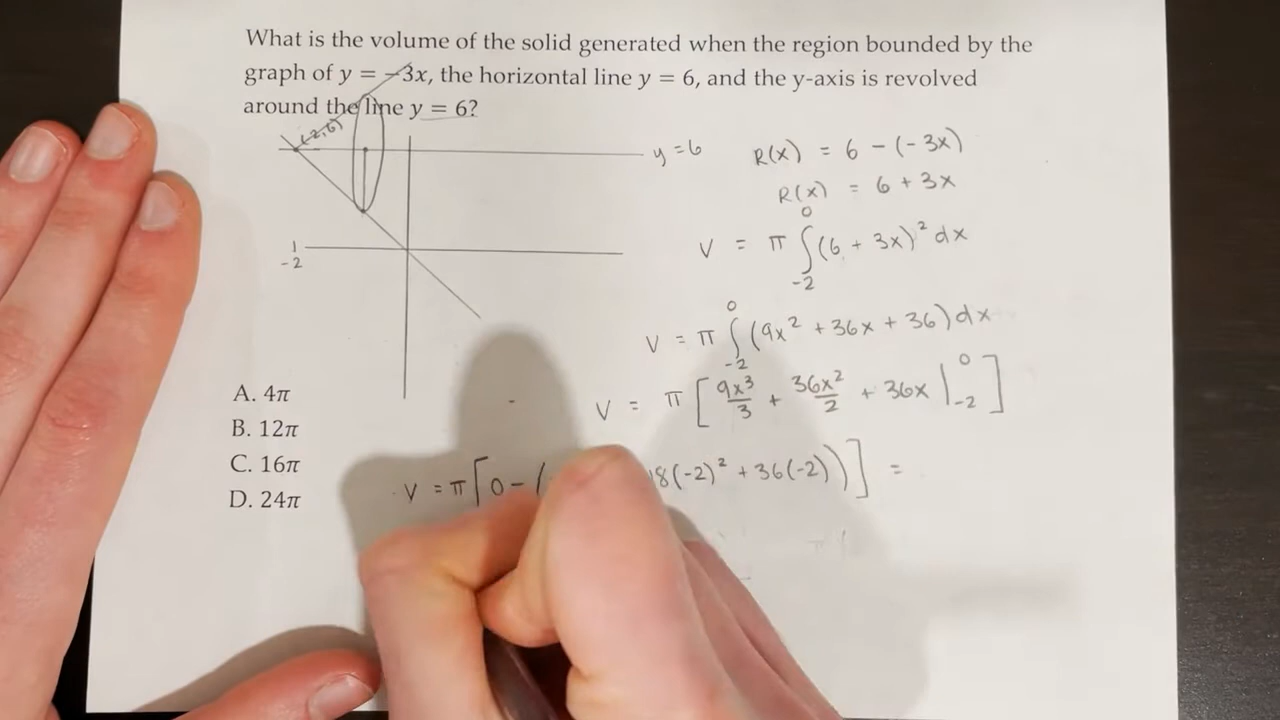 What is the volume of the solid generated when the region bounded by the
graph of y = −3x, the horizontal line y = 6, and the y-axis is revolved
around the line y = 6?
(-2,6)
y = 6
R(x) = 6 - (-3x)
R(x) = 6 + 3x
V = π ∫_{-2}^{0} (6 + 3x)² dx
1
-2
V = π ∫_{-2}^{0} (9x² + 36x + 36) dx
V = π [ 9x³/3 + 36x²/2 + 36x |_{-2}^{0} ]
A. 4π
B. 12π
C. 16π
D. 24π
V = π [ 0 - ( 8(-2)² + 36(-2) ) ] =